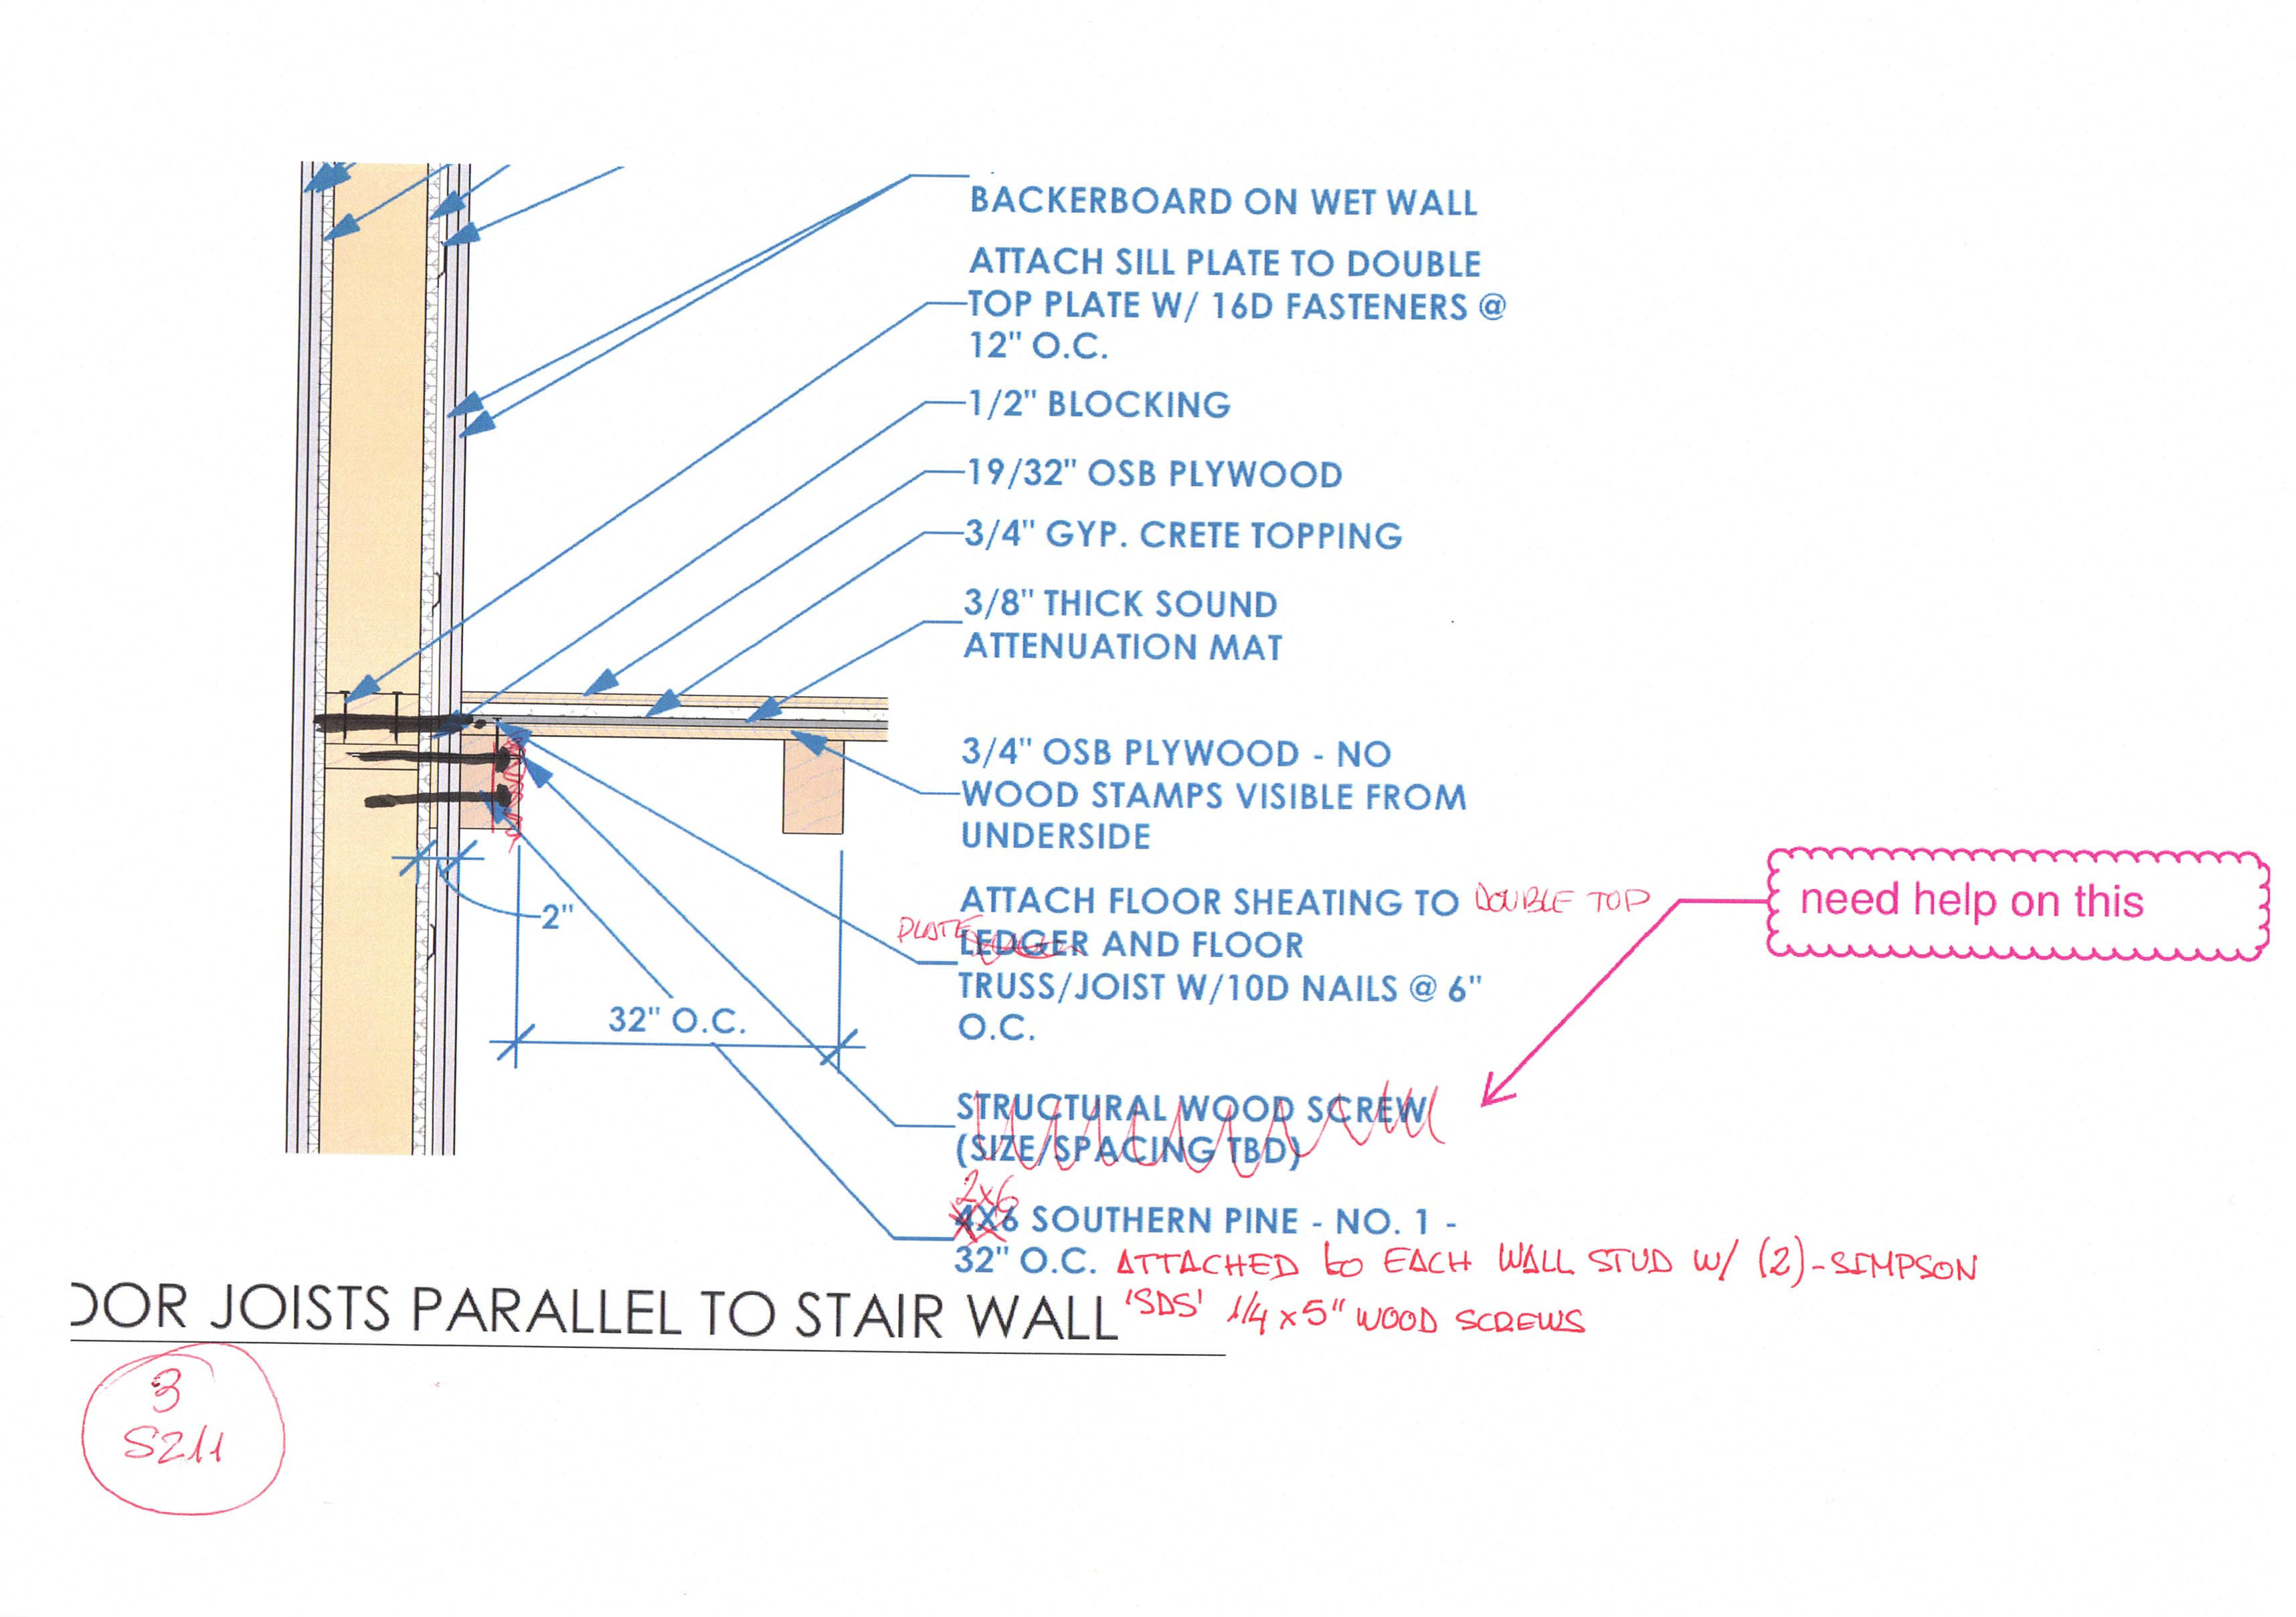 BACKERBOARD ON WET WALL
ATTACH SILL PLATE TO DOUBLE
TOP PLATE W/ 16D FASTENERS @
12" O.C.
1/2" BLOCKING
19/32" OSB PLYWOOD
3/4" GYP. CRETE TOPPING
3/8" THICK SOUND
ATTENUATION MAT
3/4" OSB PLYWOOD - NO
WOOD STAMPS VISIBLE FROM
UNDERSIDE
need help on this
ATTACH FLOOR SHEATING TO DOUBLE TOP
PLATE LEDGER AND FLOOR
TRUSS/JOIST W/10D NAILS @ 6"
O.C.
2"
32" O.C.
STRUCTURAL WOOD SCREW
(SIZE/SPACING TBD)
2x6
4X6 SOUTHERN PINE - NO. 1 -
32" O.C. ATTACHED to EACH WALL STUD W/ (2)-SIMPSON
'SDS' 1/4 x 5" WOOD SCREWS
OOR JOISTS PARALLEL TO STAIR WALL
3
S211